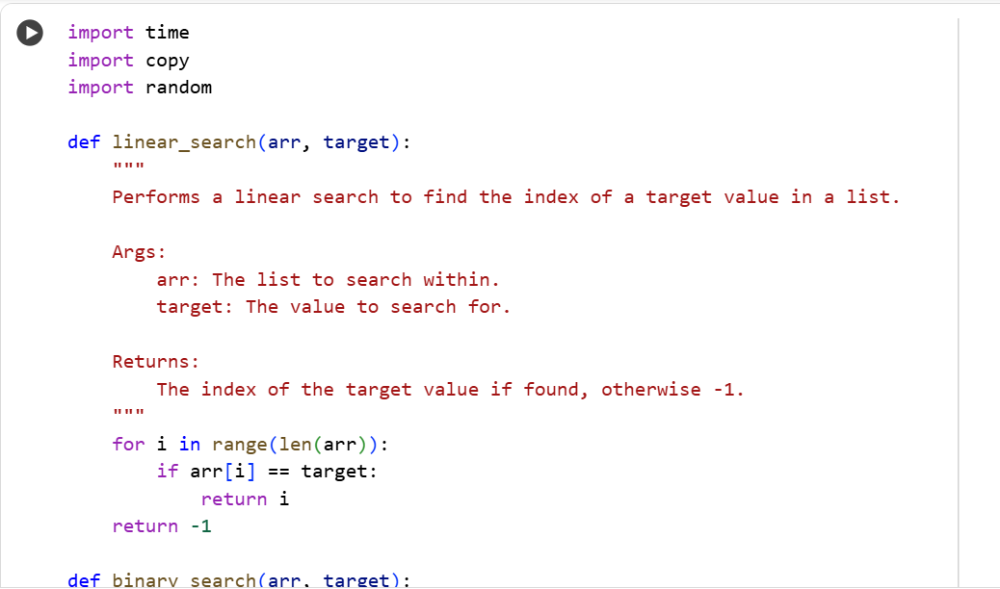 import time
import copy
import random

def linear_search(arr, target):
    """
    Performs a linear search to find the index of a target value in a list.

    Args:
        arr: The list to search within.
        target: The value to search for.

    Returns:
        The index of the target value if found, otherwise -1.
    """
    for i in range(len(arr)):
        if arr[i] == target:
            return i
    return -1

def binary_search(arr, target):